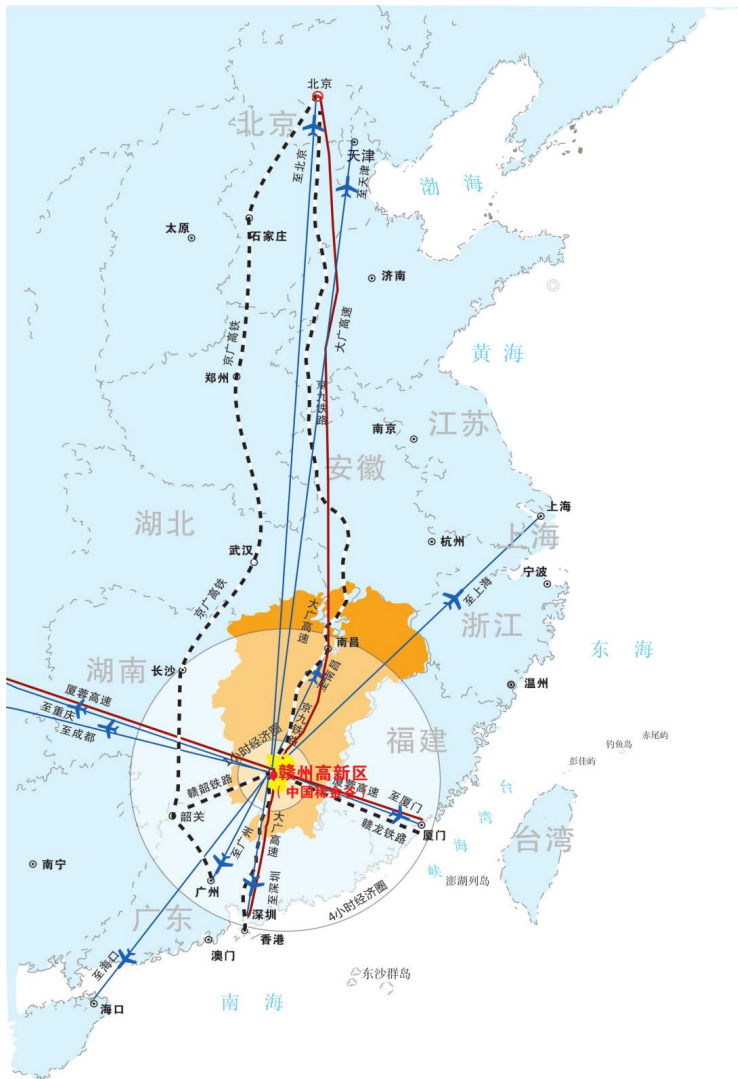 北京
北京
至北京
天津
至天津
渤海
太原
石家庄
济南
京广高铁
大广高速
黄海
郑州
京九铁路
南京
江苏
安徽
湖北
上海
上海
武汉
杭州
宁波
至上海
京广高铁
大广高速
浙江
南昌
东海
湖南
长沙
至南昌
温州
厦蓉高速
至重庆
至成都
京九铁路
福建
赤尾屿
钓鱼岛
彭佳屿
小时经济圈
赣州高新区
厦蓉高速
至厦门
赣韶铁路
赣龙铁路
厦门
韶关
大广高速
台湾海峡
台湾
至广州
南宁
广州
至深圳
澎湖列岛
4小时经济圈
广东
深圳
香港
澳门
至海口
东沙群岛
海口
南海